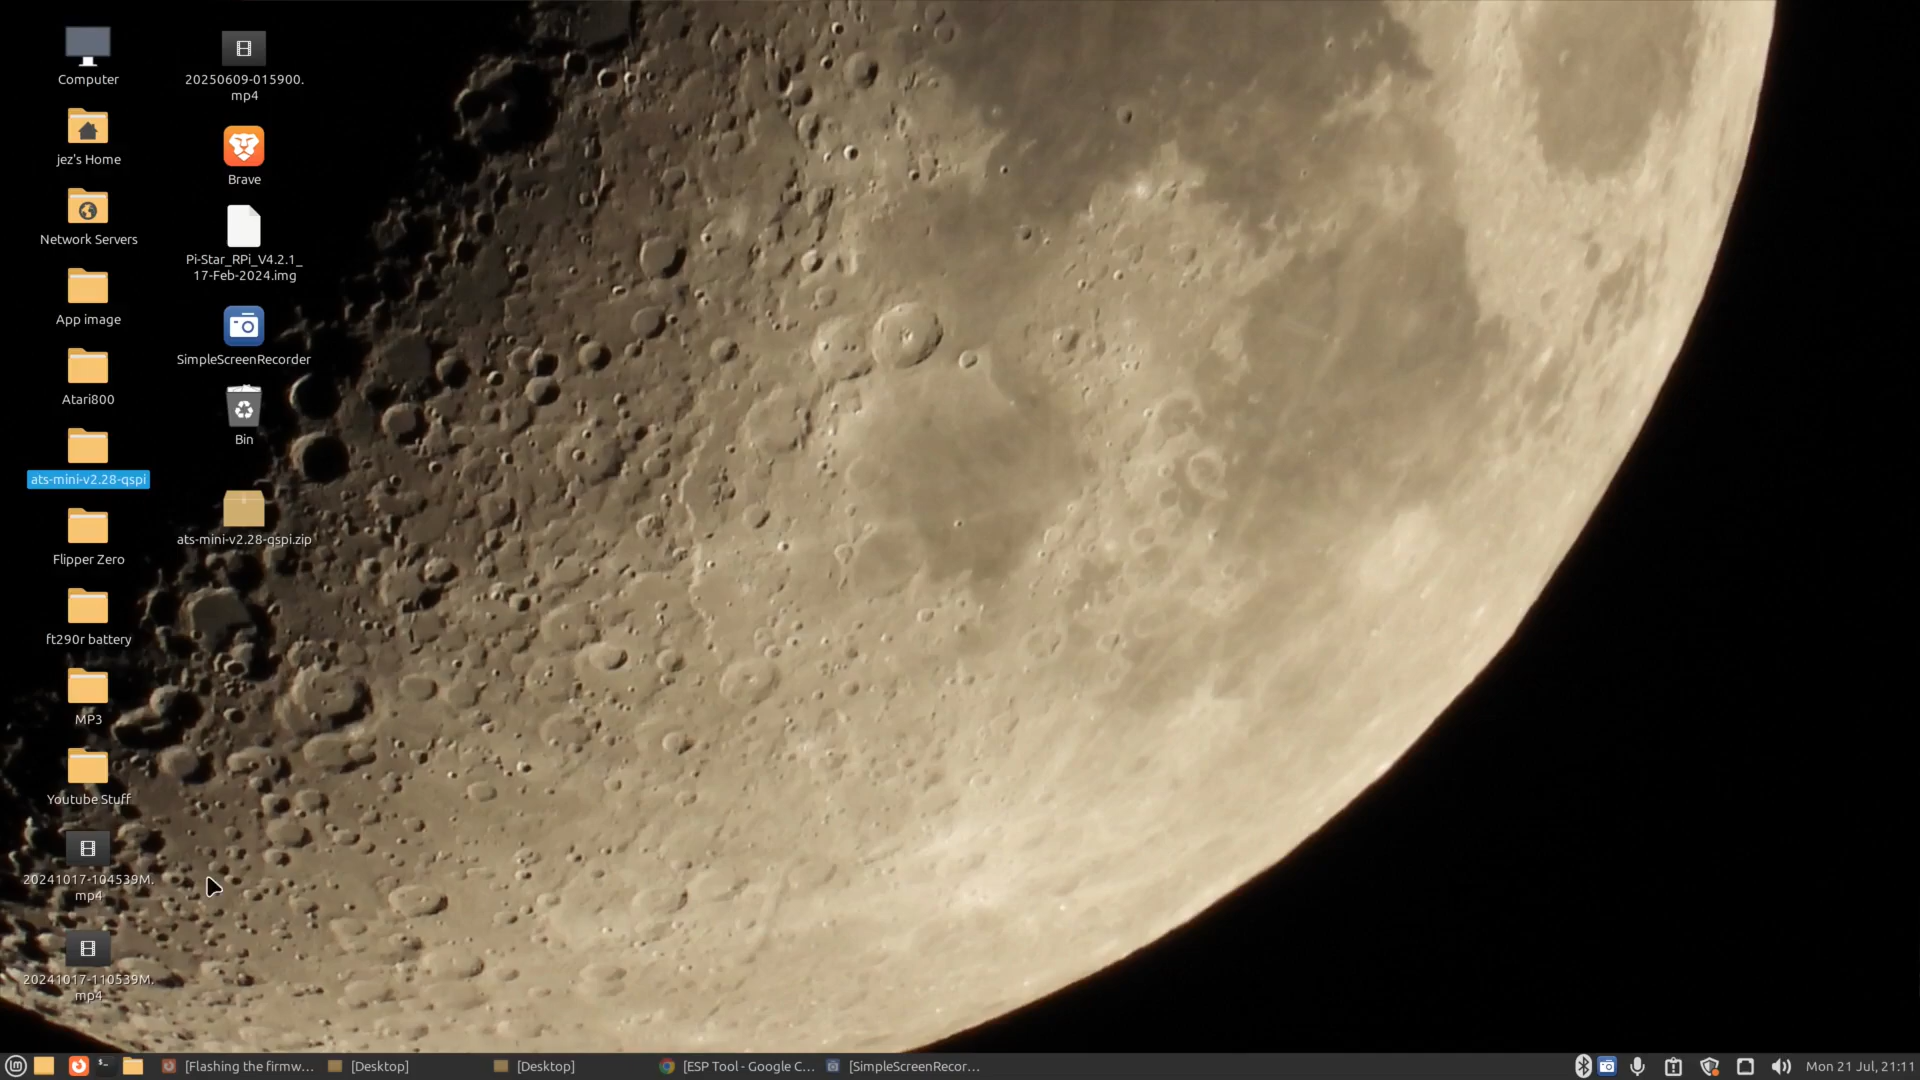 Computer
jez's Home
Network Servers
App image
Atari800
ats-mini-v2.28-qspi
Flipper Zero
ft290r battery
MP3
Youtube Stuff
20241017-104539M.
mp4
20241017-110539M.
mp4
20250609-015900.
mp4
Brave
Pi-Star_RPi_V4.2.1_
17-Feb-2024.img
SimpleScreenRecorder
Bin
ats-mini-v2.28-qspi.zip
[Flashing the firmw...
[Desktop]
[Desktop]
[ESP Tool - Google C...
[SimpleScreenRecor...
Mon 21 Jul, 21:11